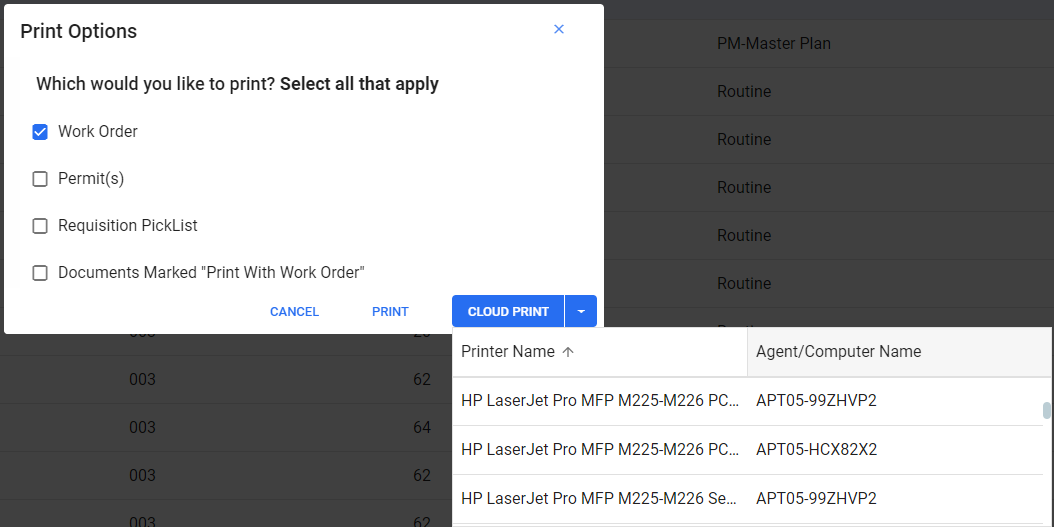 Print Options
PM-Master Plan
Which would you like to print? Select all that apply
Routine
Work Order
Routine
Permit(s)
Routine
Requisition PickList
Routine
Documents Marked "Print With Work Order"
Routine
CANCEL PRINT CLOUD PRINT
Printer Name Agent/Computer Name
003 62
HP LaserJet Pro MFP M225-M226 PC... APT05-99ZHVP2
003 64
HP LaserJet Pro MFP M225-M226 PC... APT05-HCX82X2
003 62
HP LaserJet Pro MFP M225-M226 Se... APT05-99ZHVP2
003 62